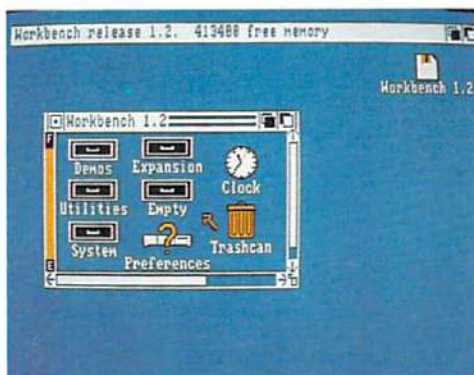 Workbench release 1.2. 413488 free memory
Workbench 1.2
Workbench 1.2
F
Demos Expansion Clock
Utilities Empty
System Preferences Trashcan
E